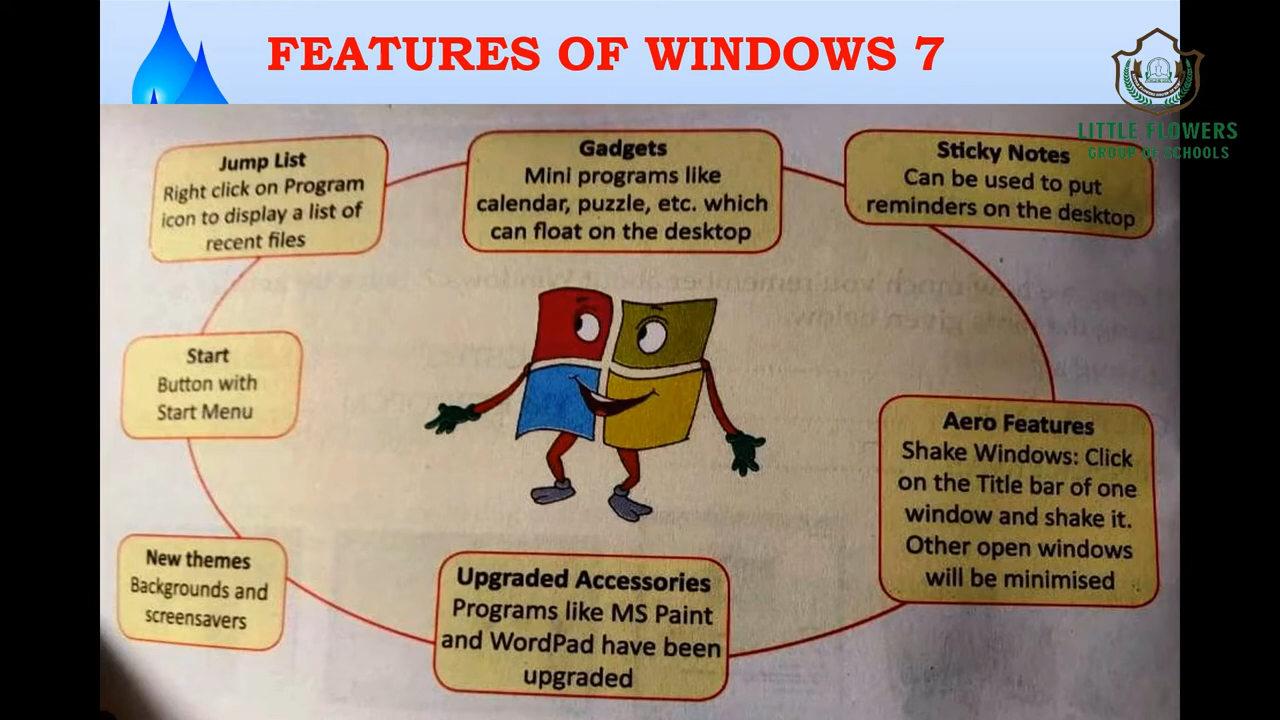 FEATURES OF WINDOWS 7
LITTLE FLOWERS
GROUP OF SCHOOLS
Jump List
Right click on Program
icon to display a list of
recent files
Gadgets
Mini programs like
calendar, puzzle, etc. which
can float on the desktop
Sticky Notes
Can be used to put
reminders on the desktop
Start
Button with
Start Menu
Aero Features
Shake Windows: Click
on the Title bar of one
window and shake it.
Other open windows
will be minimised
New themes
Backgrounds and
screensavers
Upgraded Accessories
Programs like MS Paint
and WordPad have been
upgraded